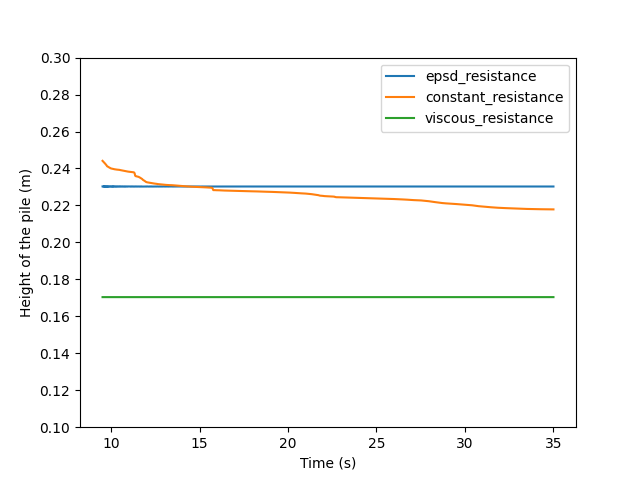 0.30
0.28
0.26
0.24
0.22
0.20
0.18
0.16
0.14
0.12
0.10
Height of the pile (m)
epsd_resistance
constant_resistance
viscous_resistance
10 15 20 25 30 35
Time (s)